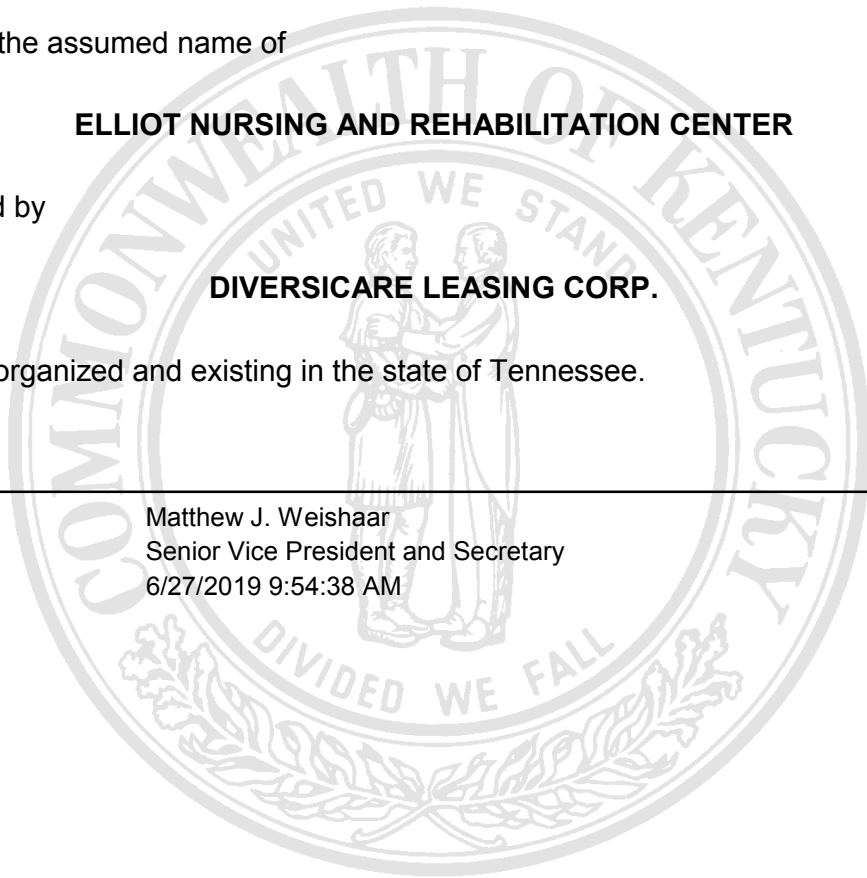 the assumed name of
ELLIOT NURSING AND REHABILITATION CENTER
d by
DIVERSICARE LEASING CORP.
organized and existing in the state of Tennessee.
Matthew J. Weishaar
Senior Vice President and Secretary
6/27/2019 9:54:38 AM
COMMONWEALTH OF KENTUCKY
UNITED WE STAND
DIVIDED WE FALL